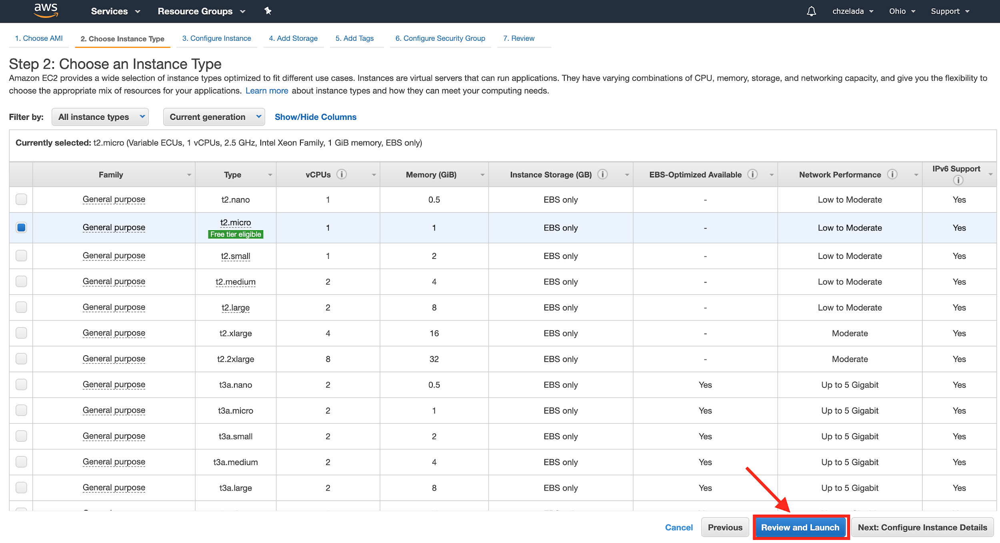 aws Services Resource Groups chzelada Ohio Support
1. Choose AMI 2. Choose Instance Type 3. Configure Instance 4. Add Storage 5. Add Tags 6. Configure Security Group 7. Review
Step 2: Choose an Instance Type
Amazon EC2 provides a wide selection of instance types optimized to fit different use cases. Instances are virtual servers that can run applications. They have varying combinations of CPU, memory, storage, and networking capacity, and give you the flexibility to
choose the appropriate mix of resources for your applications. Learn more about instance types and how they can meet your computing needs.
Filter by: All instance types Current generation Show/Hide Columns
Currently selected: t2.micro (Variable ECUs, 1 vCPUs, 2.5 GHz, Intel Xeon Family, 1 GiB memory, EBS only)
Family Type vCPUs i Memory (GiB) Instance Storage (GB) i EBS-Optimized Available i Network Performance i IPv6 Support i
General purpose t2.nano 1 0.5 EBS only - Low to Moderate Yes
General purpose t2.micro 1 1 EBS only - Low to Moderate Yes
Free tier eligible
General purpose t2.small 1 2 EBS only - Low to Moderate Yes
General purpose t2.medium 2 4 EBS only - Low to Moderate Yes
General purpose t2.large 2 8 EBS only - Low to Moderate Yes
General purpose t2.xlarge 4 16 EBS only - Moderate Yes
General purpose t2.2xlarge 8 32 EBS only - Moderate Yes
General purpose t3a.nano 2 0.5 EBS only Yes Up to 5 Gigabit Yes
General purpose t3a.micro 2 1 EBS only Yes Up to 5 Gigabit Yes
General purpose t3a.small 2 2 EBS only Yes Up to 5 Gigabit Yes
General purpose t3a.medium 2 4 EBS only Yes Up to 5 Gigabit Yes
General purpose t3a.large 2 8 EBS only Yes Up to 5 Gigabit Yes
Cancel Previous Review and Launch Next: Configure Instance Details